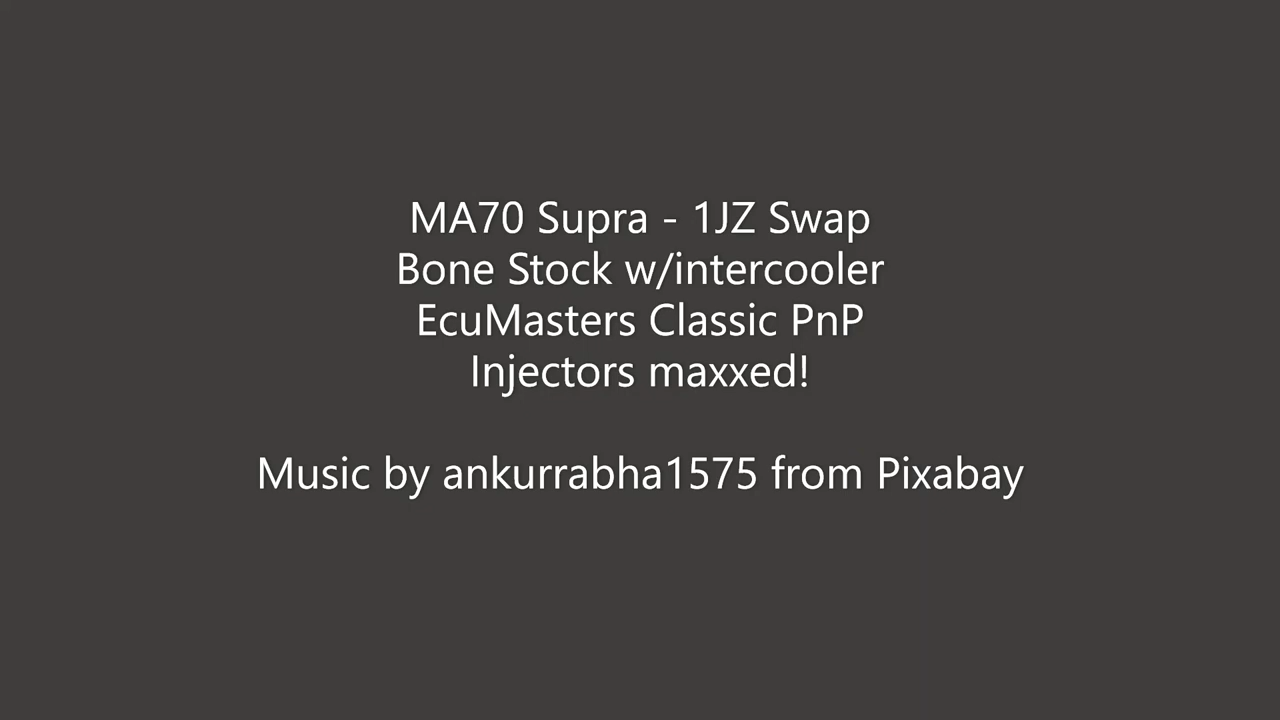 MA70 Supra - 1JZ Swap
Bone Stock w/intercooler
EcuMasters Classic PnP
Injectors maxxed!
Music by ankurrabha1575 from Pixabay